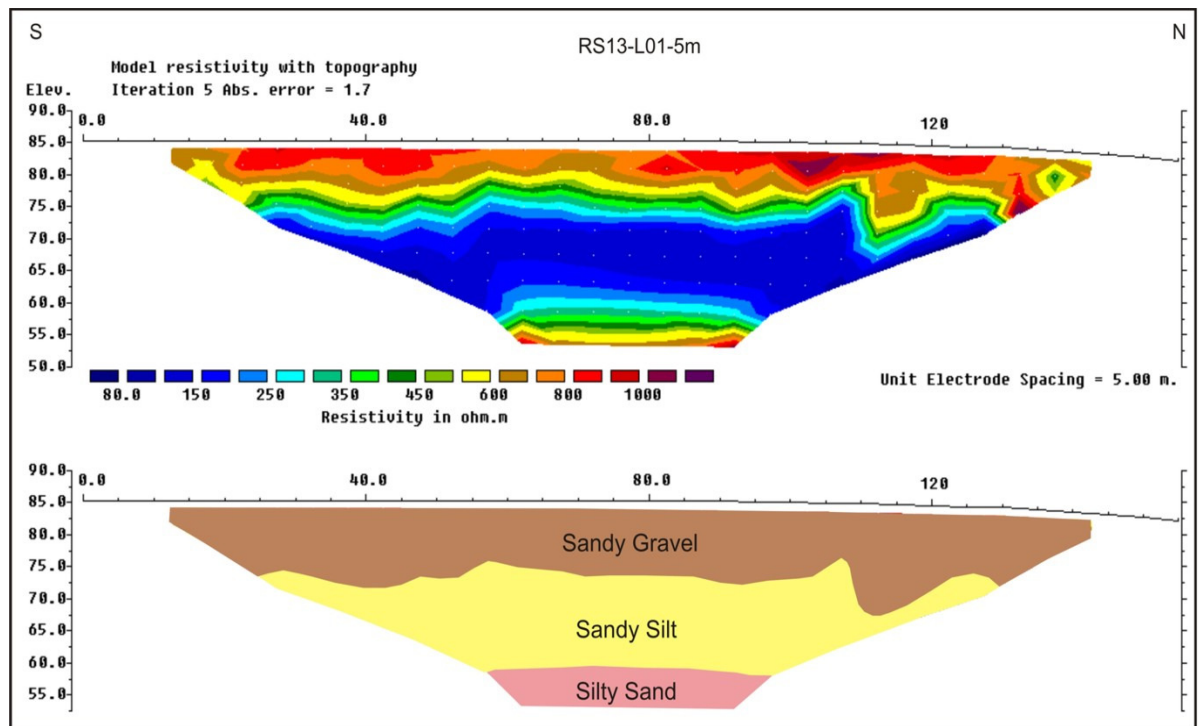 S
N
RS13-L01-5m
Model resistivity with topography
Elev. Iteration 5 Abs. error = 1.7
90.0
0.0 40.0 80.0 120
85.0
80.0
75.0
70.0
65.0
60.0
55.0
50.0
80.0 150 250 350 450 600 800 1000
Resistivity in ohm.m
Unit Electrode Spacing = 5.00 m.
90.0
0.0 40.0 80.0 120
85.0
80.0
75.0
70.0
65.0
60.0
55.0
Sandy Gravel
Sandy Silt
Silty Sand